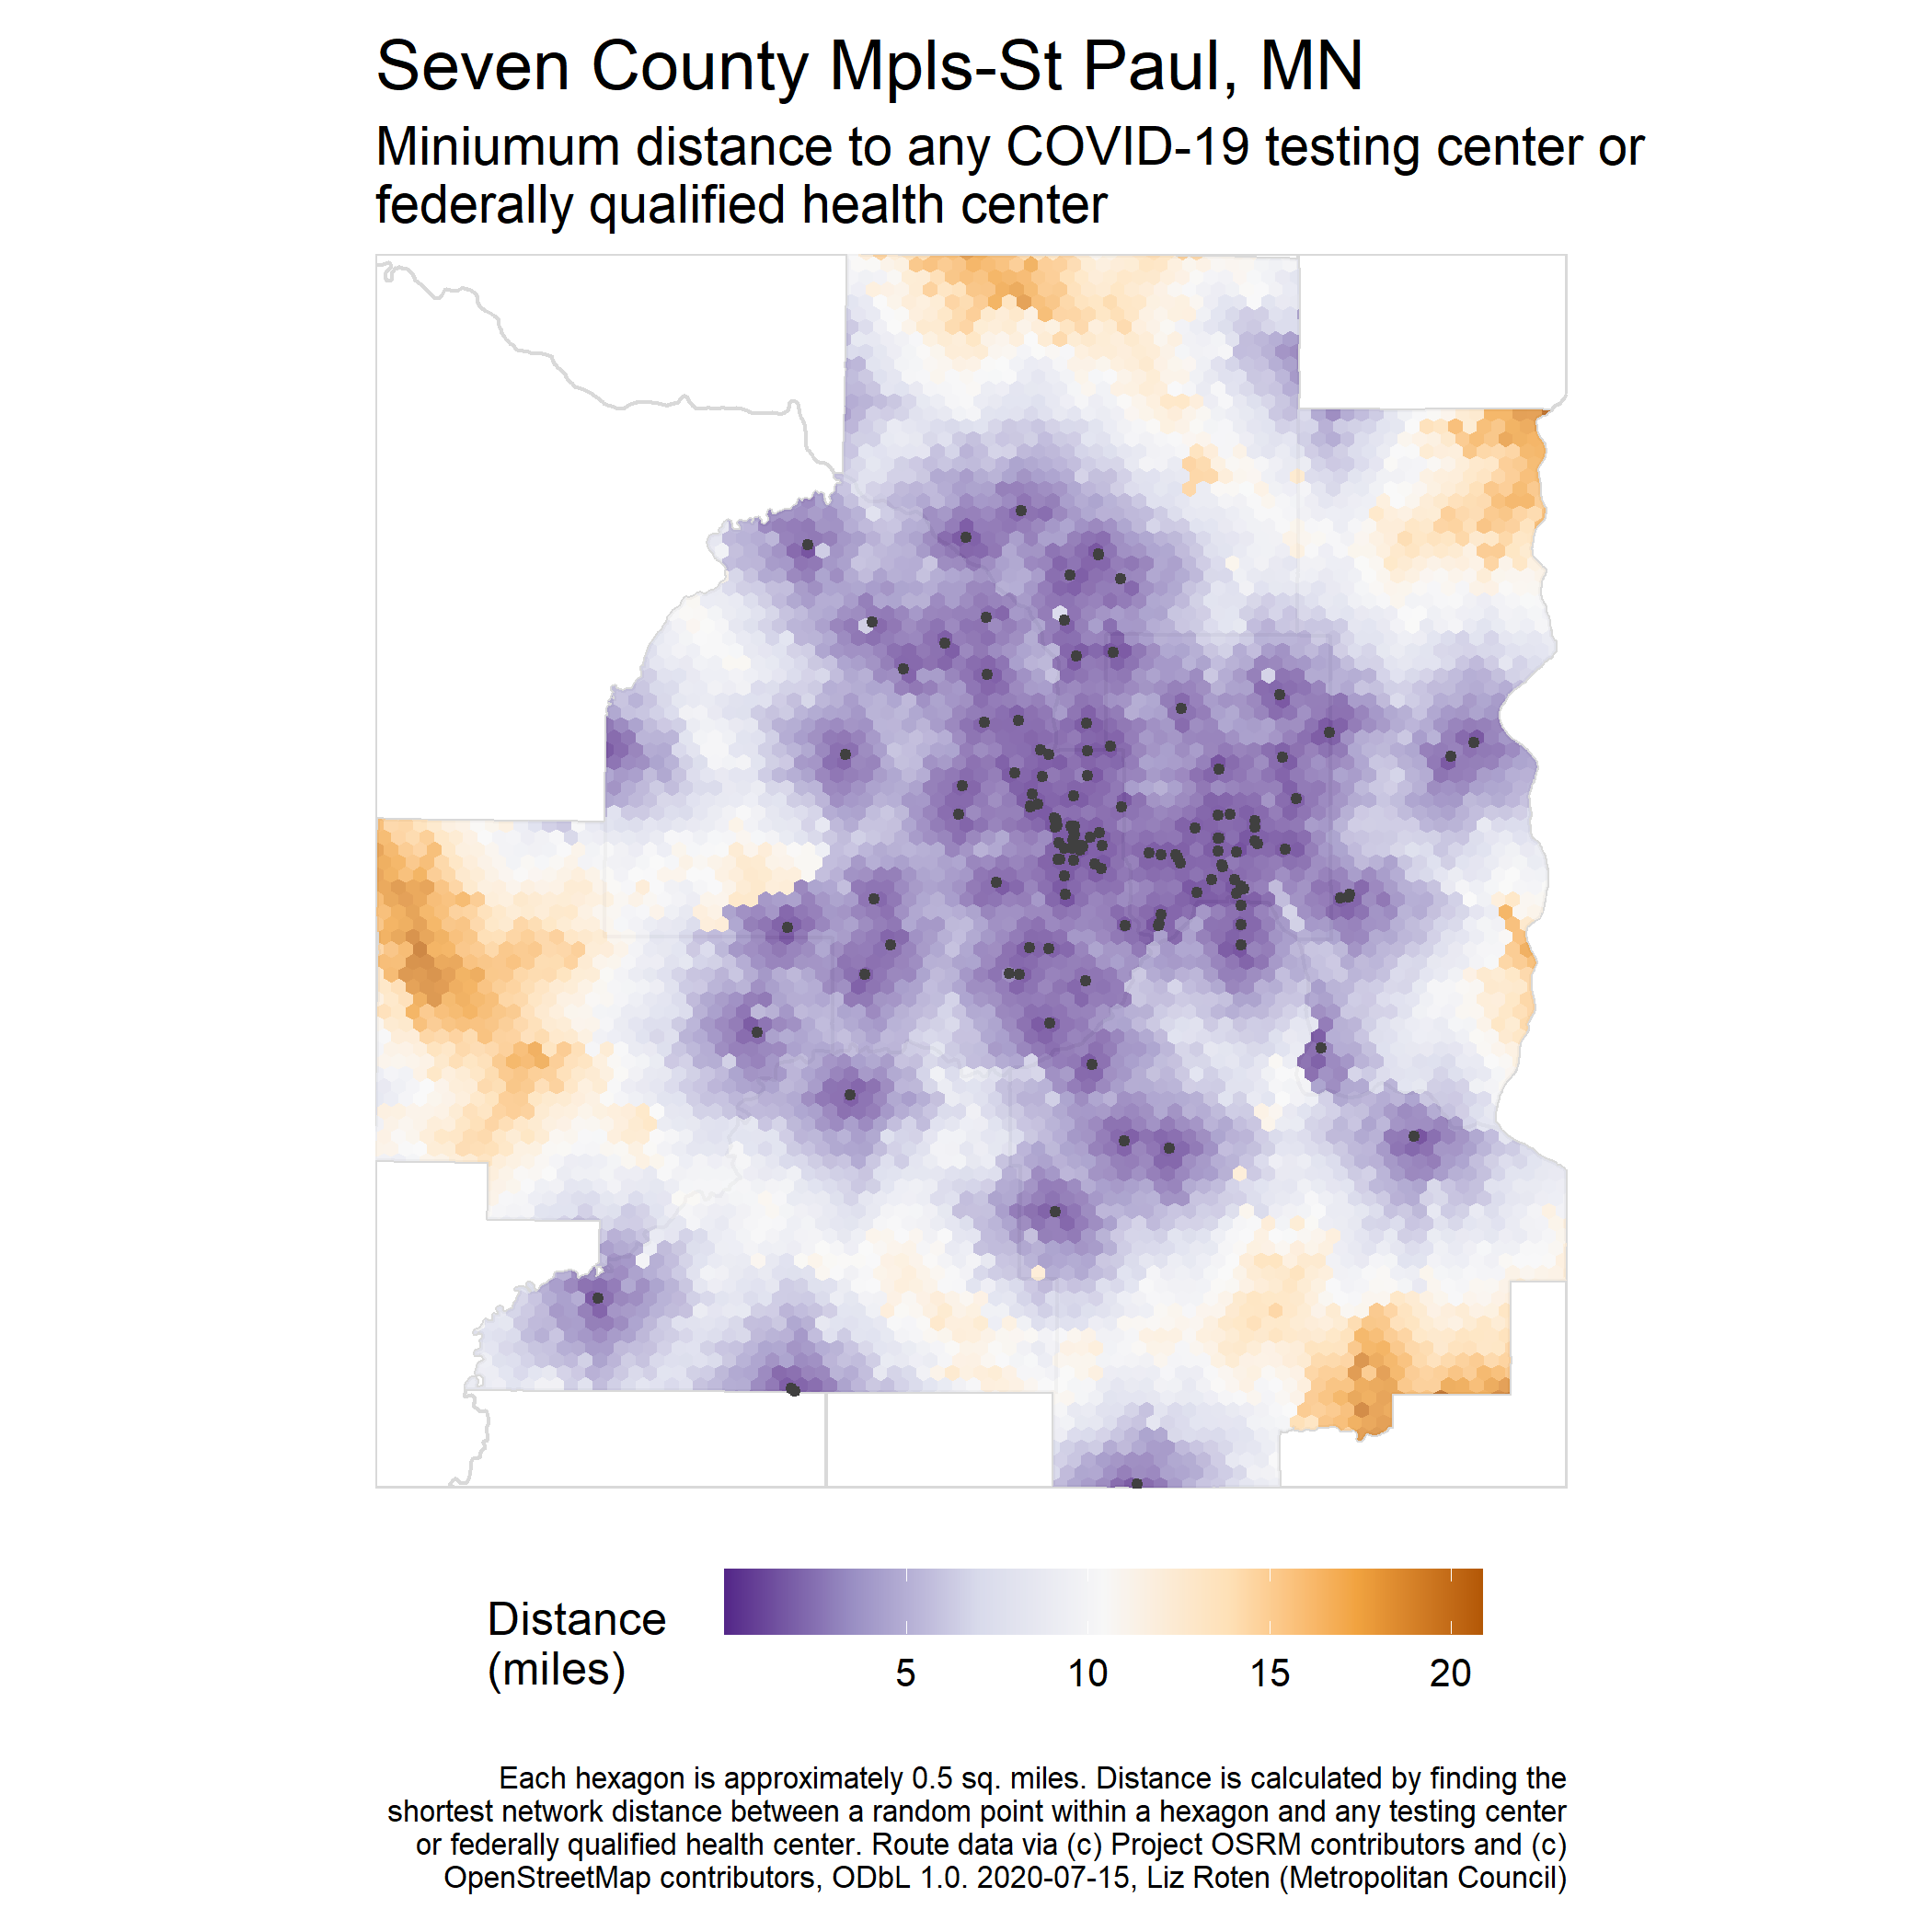 Seven County Mpls-St Paul, MN
Miniumum distance to any COVID-19 testing center or
federally qualified health center
Distance
(miles)
5 10 15 20
Each hexagon is approximately 0.5 sq. miles. Distance is calculated by finding the
shortest network distance between a random point within a hexagon and any testing center
or federally qualified health center. Route data via (c) Project OSRM contributors and (c)
OpenStreetMap contributors, ODbL 1.0. 2020-07-15, Liz Roten (Metropolitan Council)